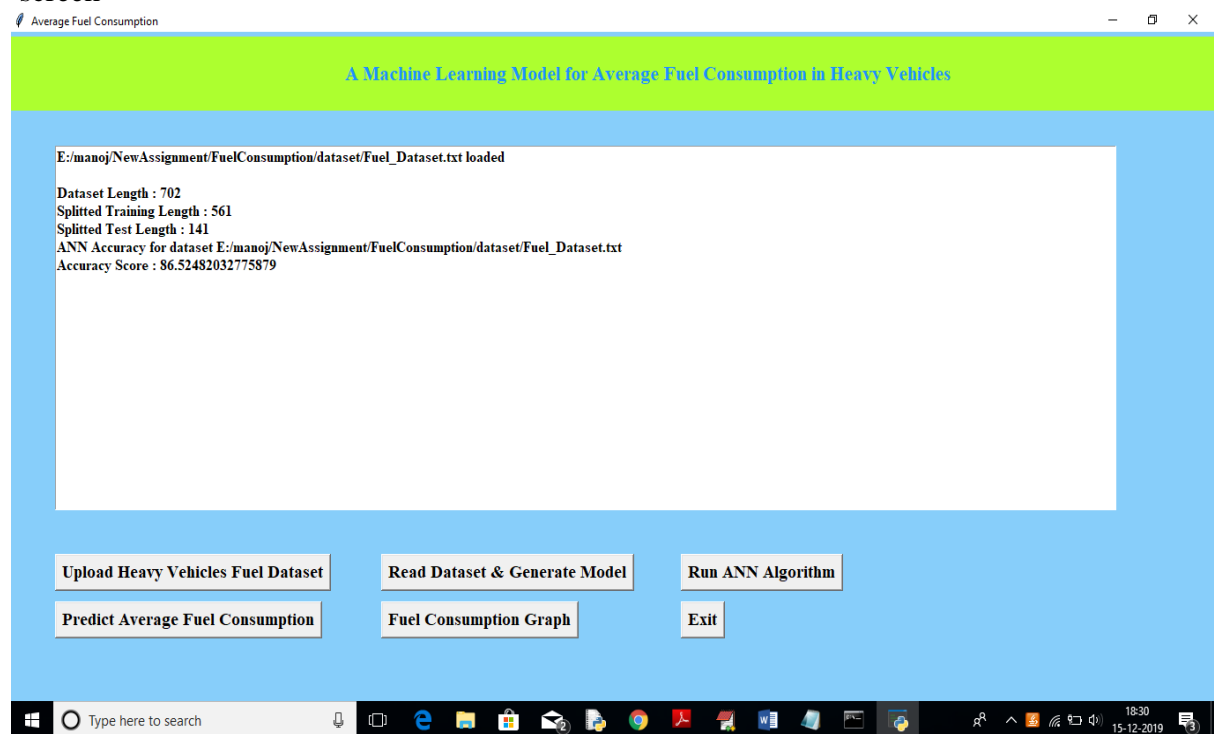 Average Fuel Consumption
A Machine Learning Model for Average Fuel Consumption in Heavy Vehicles
E:/manoj/NewAssignment/FuelConsumption/dataset/Fuel_Dataset.txt loaded
Dataset Length : 702
Splitted Training Length : 561
Splitted Test Length : 141
ANN Accuracy for dataset E:/manoj/NewAssignment/FuelConsumption/dataset/Fuel_Dataset.txt
Accuracy Score : 86.52482032775879
Upload Heavy Vehicles Fuel Dataset
Read Dataset & Generate Model
Run ANN Algorithm
Predict Average Fuel Consumption
Fuel Consumption Graph
Exit
Type here to search
18:30
15-12-2019